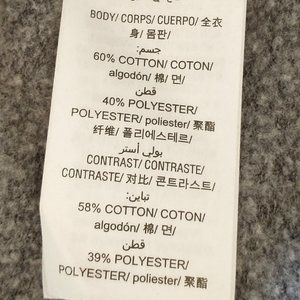 BODY/ CORPS/ CUERPO/ 全衣
身/ 몸판/
جسم:
60% COTTON/ COTON/
algodón/ 棉/ 면/
قطن
40% POLYESTER/
POLYESTER/ poliester/ 聚酯
纤维/ 폴리에스테르/
بولي أستر
CONTRAST/ CONTRASTE/
CONTRASTE/ 对比/ 콘트라스트/
تباين:
58% COTTON/ COTON/
algodón/ 棉/ 면/
قطن
39% POLYESTER/
POLYESTER/ poliester/ 聚酯